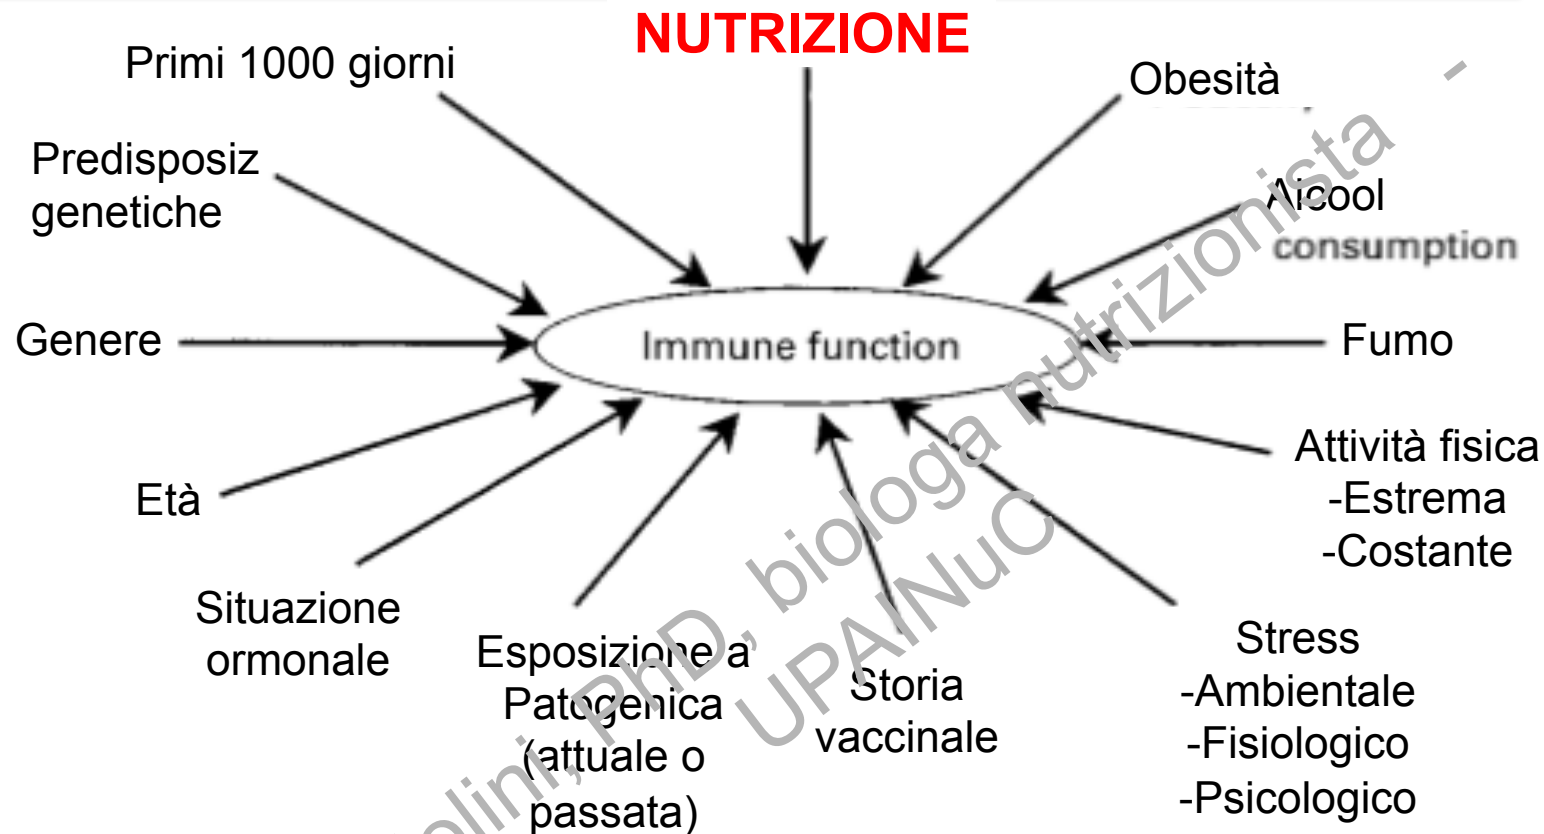 NUTRIZIONE
Primi 1000 giorni
Obesità
Predisposiz
genetiche
Alcool
consumption
Genere
Immune function
Fumo
Età
Attività fisica
-Estrema
-Costante
Situazione
ormonale
Esposizione a
Patogenica
(attuale o
passata)
Storia
vaccinale
Stress
-Ambientale
-Fisiologico
-Psicologico
olini, PhD, biologa nutrizionista -
UPAINuC